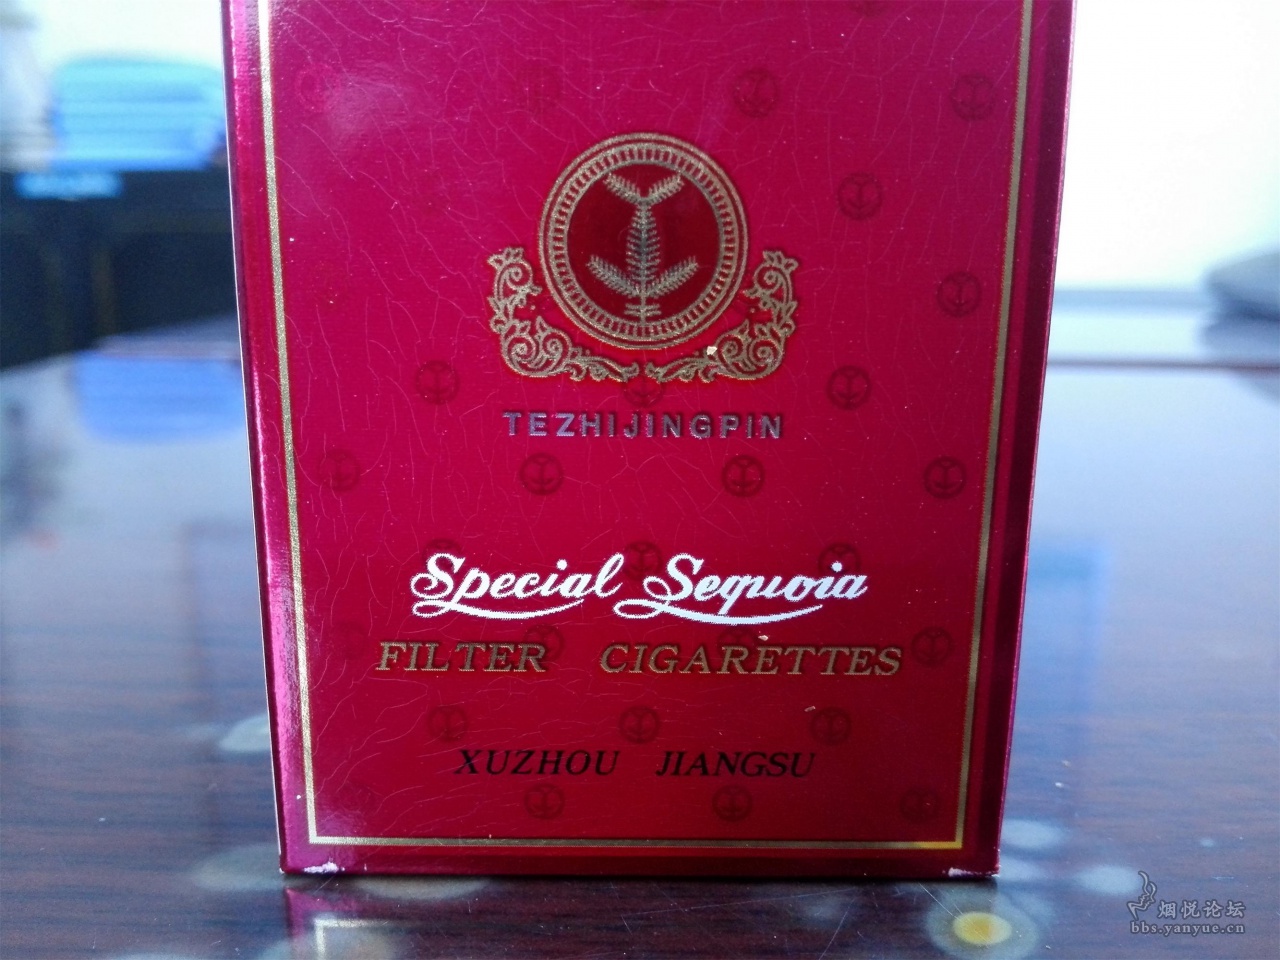 TEZHIJINGPIN
Special Sequoia
FILTER CIGARETTES
XUZHOU JIANGSU
烟悦论坛
bbs.yanyue.cn